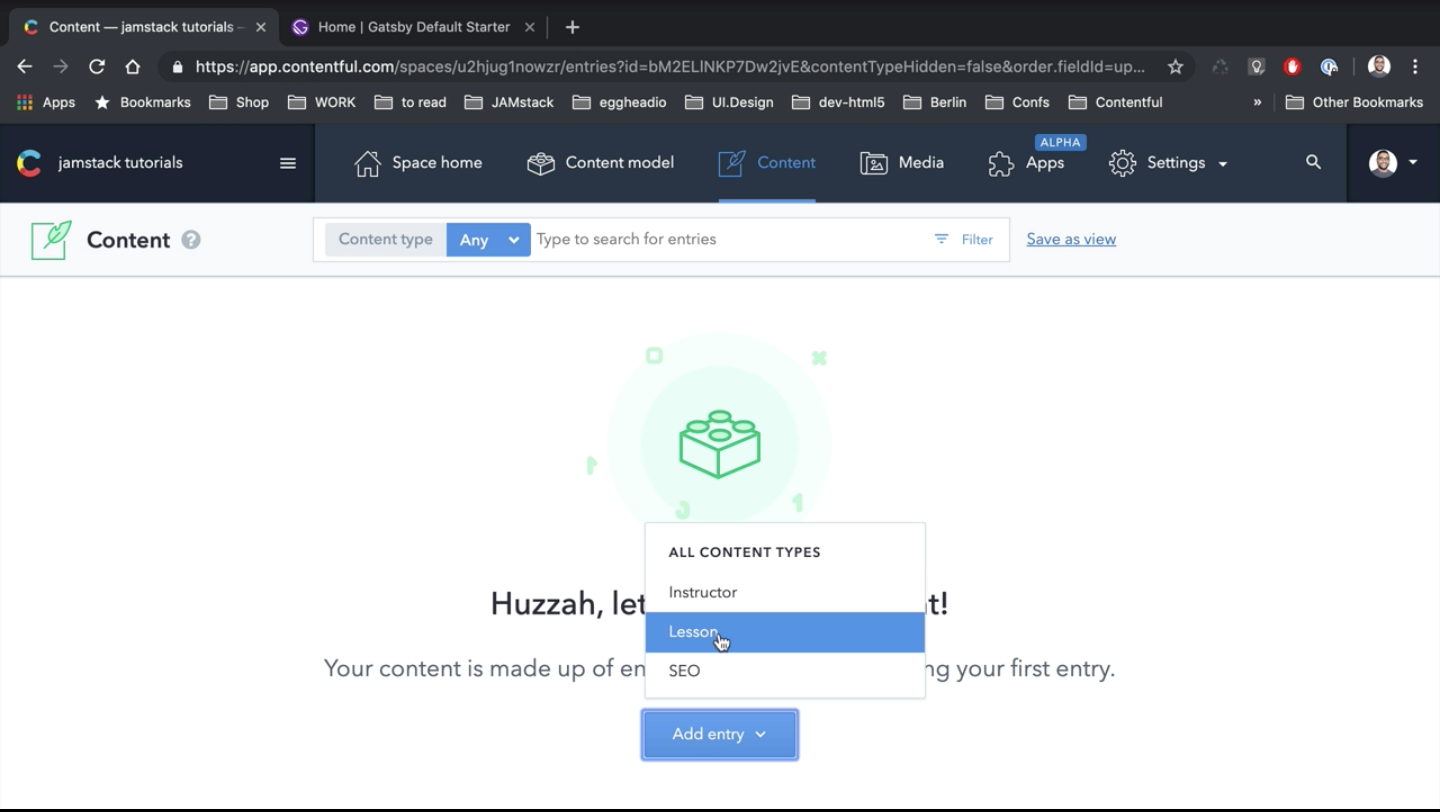 Content — jamstack tutorials –
Home | Gatsby Default Starter
https://app.contentful.com/spaces/u2hjug1nowzr/entries?id=bM2ELlNKP7Dw2jvE&contentTypeHidden=false&order.fieldId=up...
Apps Bookmarks Shop WORK to read JAMstack eggheadio UI.Design dev-html5 Berlin Confs Contentful » Other Bookmarks
ALPHA
jamstack tutorials Space home Content model Content Media Apps Settings
Content ? Content type Any Type to search for entries Filter Save as view
ALL CONTENT TYPES
Instructor
Huzzah, let t!
Lesson
Your content is made up of en ng your first entry.
SEO
Add entry